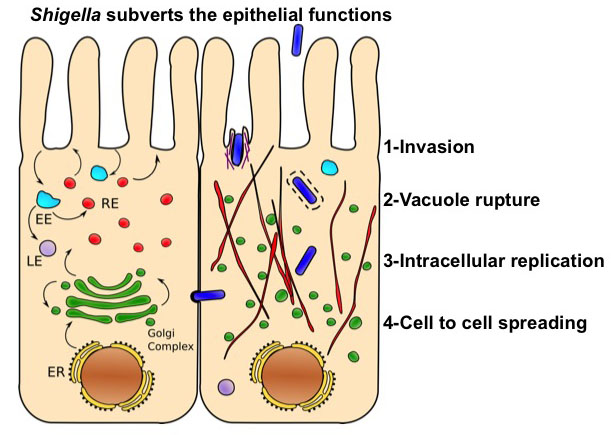 Shigella subverts the epithelial functions
1-Invasion
2-Vacuole rupture
RE
EE
LE
3-Intracellular replication
4-Cell to cell spreading
Golgi
Complex
ER